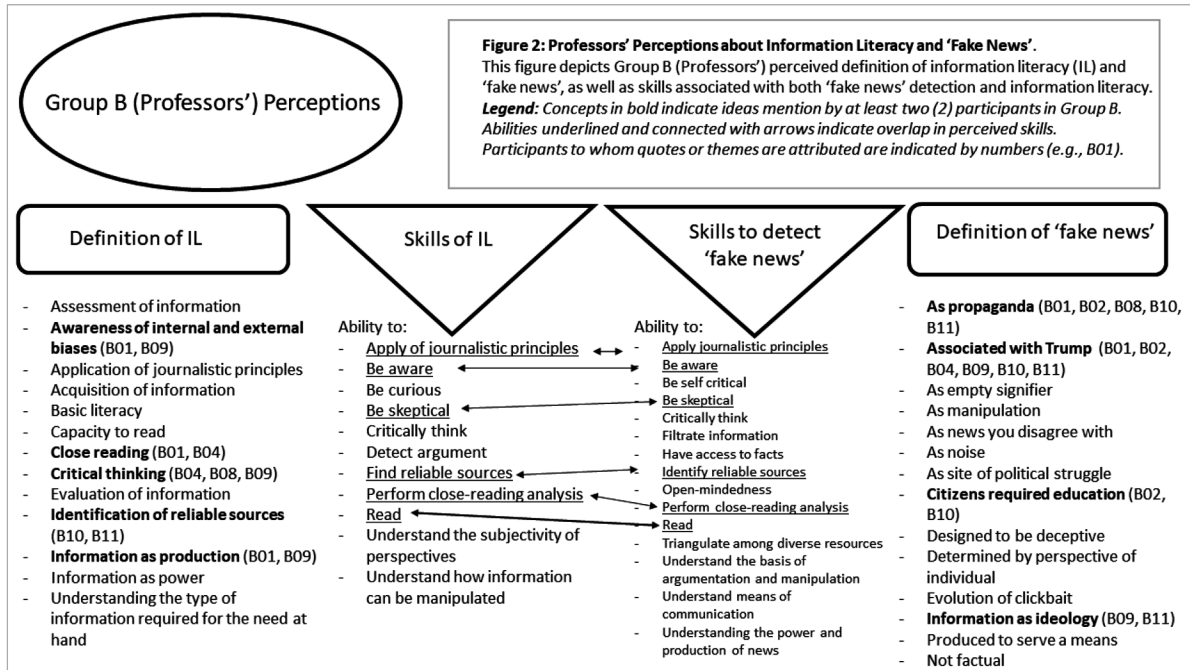 Group B (Professors') Perceptions
Figure 2: Professors' Perceptions about Information Literacy and 'Fake News'.
This figure depicts Group B (Professors') perceived definition of information literacy (IL) and
'fake news', as well as skills associated with both 'fake news' detection and information literacy.
Legend: Concepts in bold indicate ideas mention by at least two (2) participants in Group B.
Abilities underlined and connected with arrows indicate overlap in perceived skills.
Participants to whom quotes or themes are attributed are indicated by numbers (e.g., B01).
Definition of IL
- Assessment of information
- Awareness of internal and external
biases (B01, B09)
- Application of journalistic principles
- Acquisition of information
- Basic literacy
- Capacity to read
- Close reading (B01, B04)
- Critical thinking (B04, B08, B09)
- Evaluation of information
- Identification of reliable sources
(B10, B11)
- Information as production (B01, B09)
- Information as power
- Understanding the type of
information required for the need at
hand
Skills of IL
Ability to:
- Apply of journalistic principles
- Be aware
- Be curious
- Be skeptical
- Critically think
- Detect argument
- Find reliable sources
- Perform close-reading analysis
- Read
- Understand the subjectivity of
perspectives
- Understand how information
can be manipulated
Skills to detect
'fake news'
Ability to:
- Apply journalistic principles
- Be aware
- Be self critical
- Be skeptical
- Critically think
- Filtrate information
- Have access to facts
- Identify reliable sources
- Open-mindedness
- Perform close-reading analysis
- Read
- Triangulate among diverse resources
- Understand the basis of
argumentation and manipulation
- Understand means of
communication
- Understanding the power and
production of news
Definition of 'fake news'
- As propaganda (B01, B02, B08, B10,
B11)
- Associated with Trump (B01, B02,
B04, B09, B10, B11)
- As empty signifier
- As manipulation
- As news you disagree with
- As noise
- As site of political struggle
- Citizens required education (B02,
B10)
- Designed to be deceptive
- Determined by perspective of
individual
- Evolution of clickbait
- Information as ideology (B09, B11)
- Produced to serve a means
- Not factual